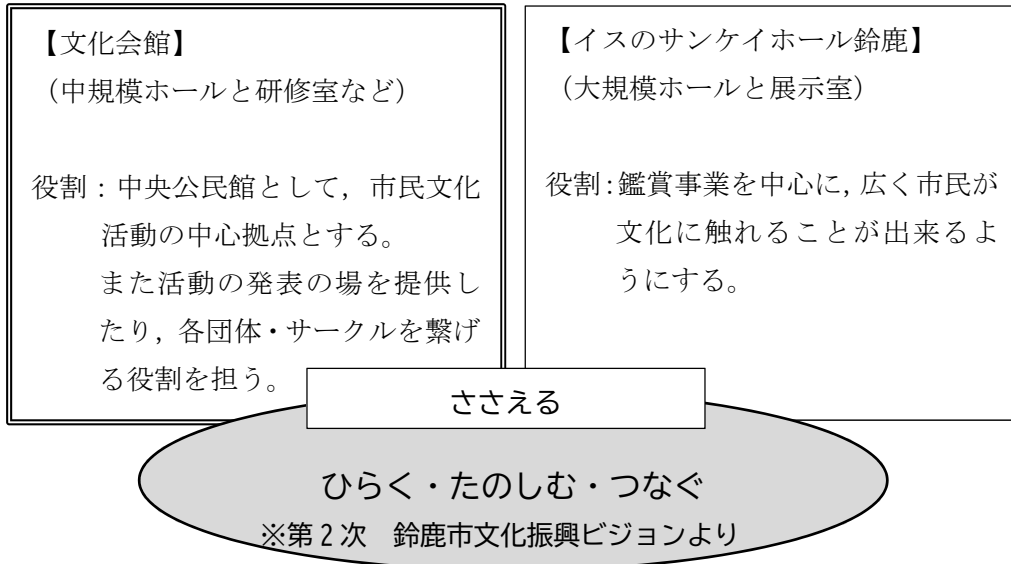 【文化会館】
（中規模ホールと研修室など）
役割：中央公民館として，市民文化
活動の中心拠点とする。
また活動の発表の場を提供し
たり，各団体・サークルを繋げ
る役割を担う。
【イスのサンケイホール鈴鹿】
（大規模ホールと展示室）
役割：鑑賞事業を中心に，広く市民が
文化に触れることが出来るよ
うにする。
ささえる
ひらく・たのしむ・つなぐ
※第２次　鈴鹿市文化振興ビジョンより